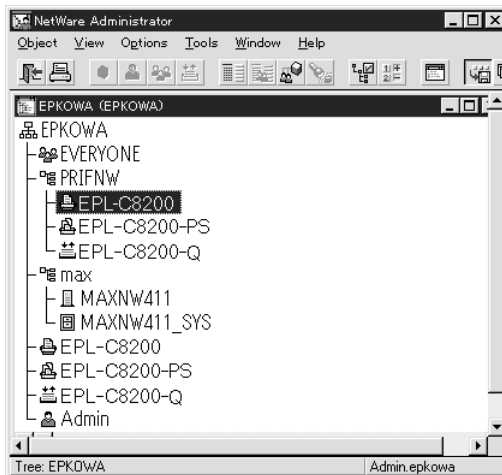 NetWare Administrator
Object View Options Tools Window Help
EPKOWA (EPKOWA)
EPKOWA
EVERYONE
PRIFNW
EPL-C8200
EPL-C8200-PS
EPL-C8200-Q
max
MAXNW411
MAXNW411_SYS
EPL-C8200
EPL-C8200-PS
EPL-C8200-Q
Admin
Tree: EPKOWA Admin.epkowa